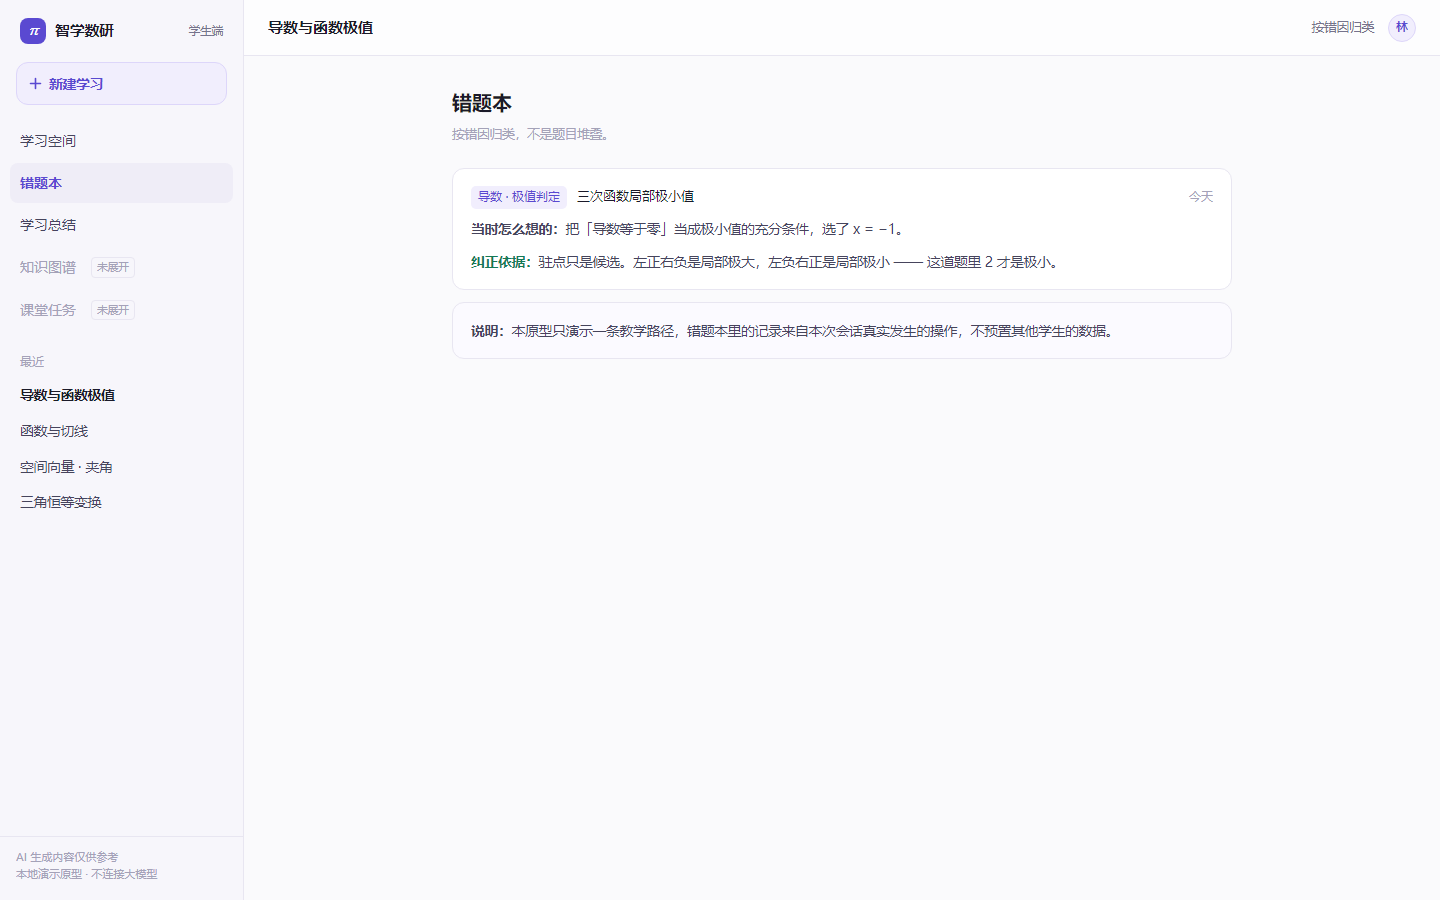 π 智学数研 学生端
+ 新建学习
学习空间
错题本
学习总结
知识图谱 未展开
课堂任务 未展开
最近
导数与函数极值
函数与切线
空间向量 · 夹角
三角恒等变换
AI 生成内容仅供参考
本地演示原型 · 不连接大模型
导数与函数极值 按错因归类 林
错题本
按错因归类，不是题目堆叠。
导数 · 极值判定 三次函数局部极小值 今天
当时怎么想的：把「导数等于零」当成极小值的充分条件，选了 x = −1。
纠正依据：驻点只是候选。左正右负是局部极大，左负右正是局部极小 —— 这道题里 2 才是极小。
说明：本原型只演示一条教学路径，错题本里的记录来自本次会话真实发生的操作，不预置其他学生的数据。